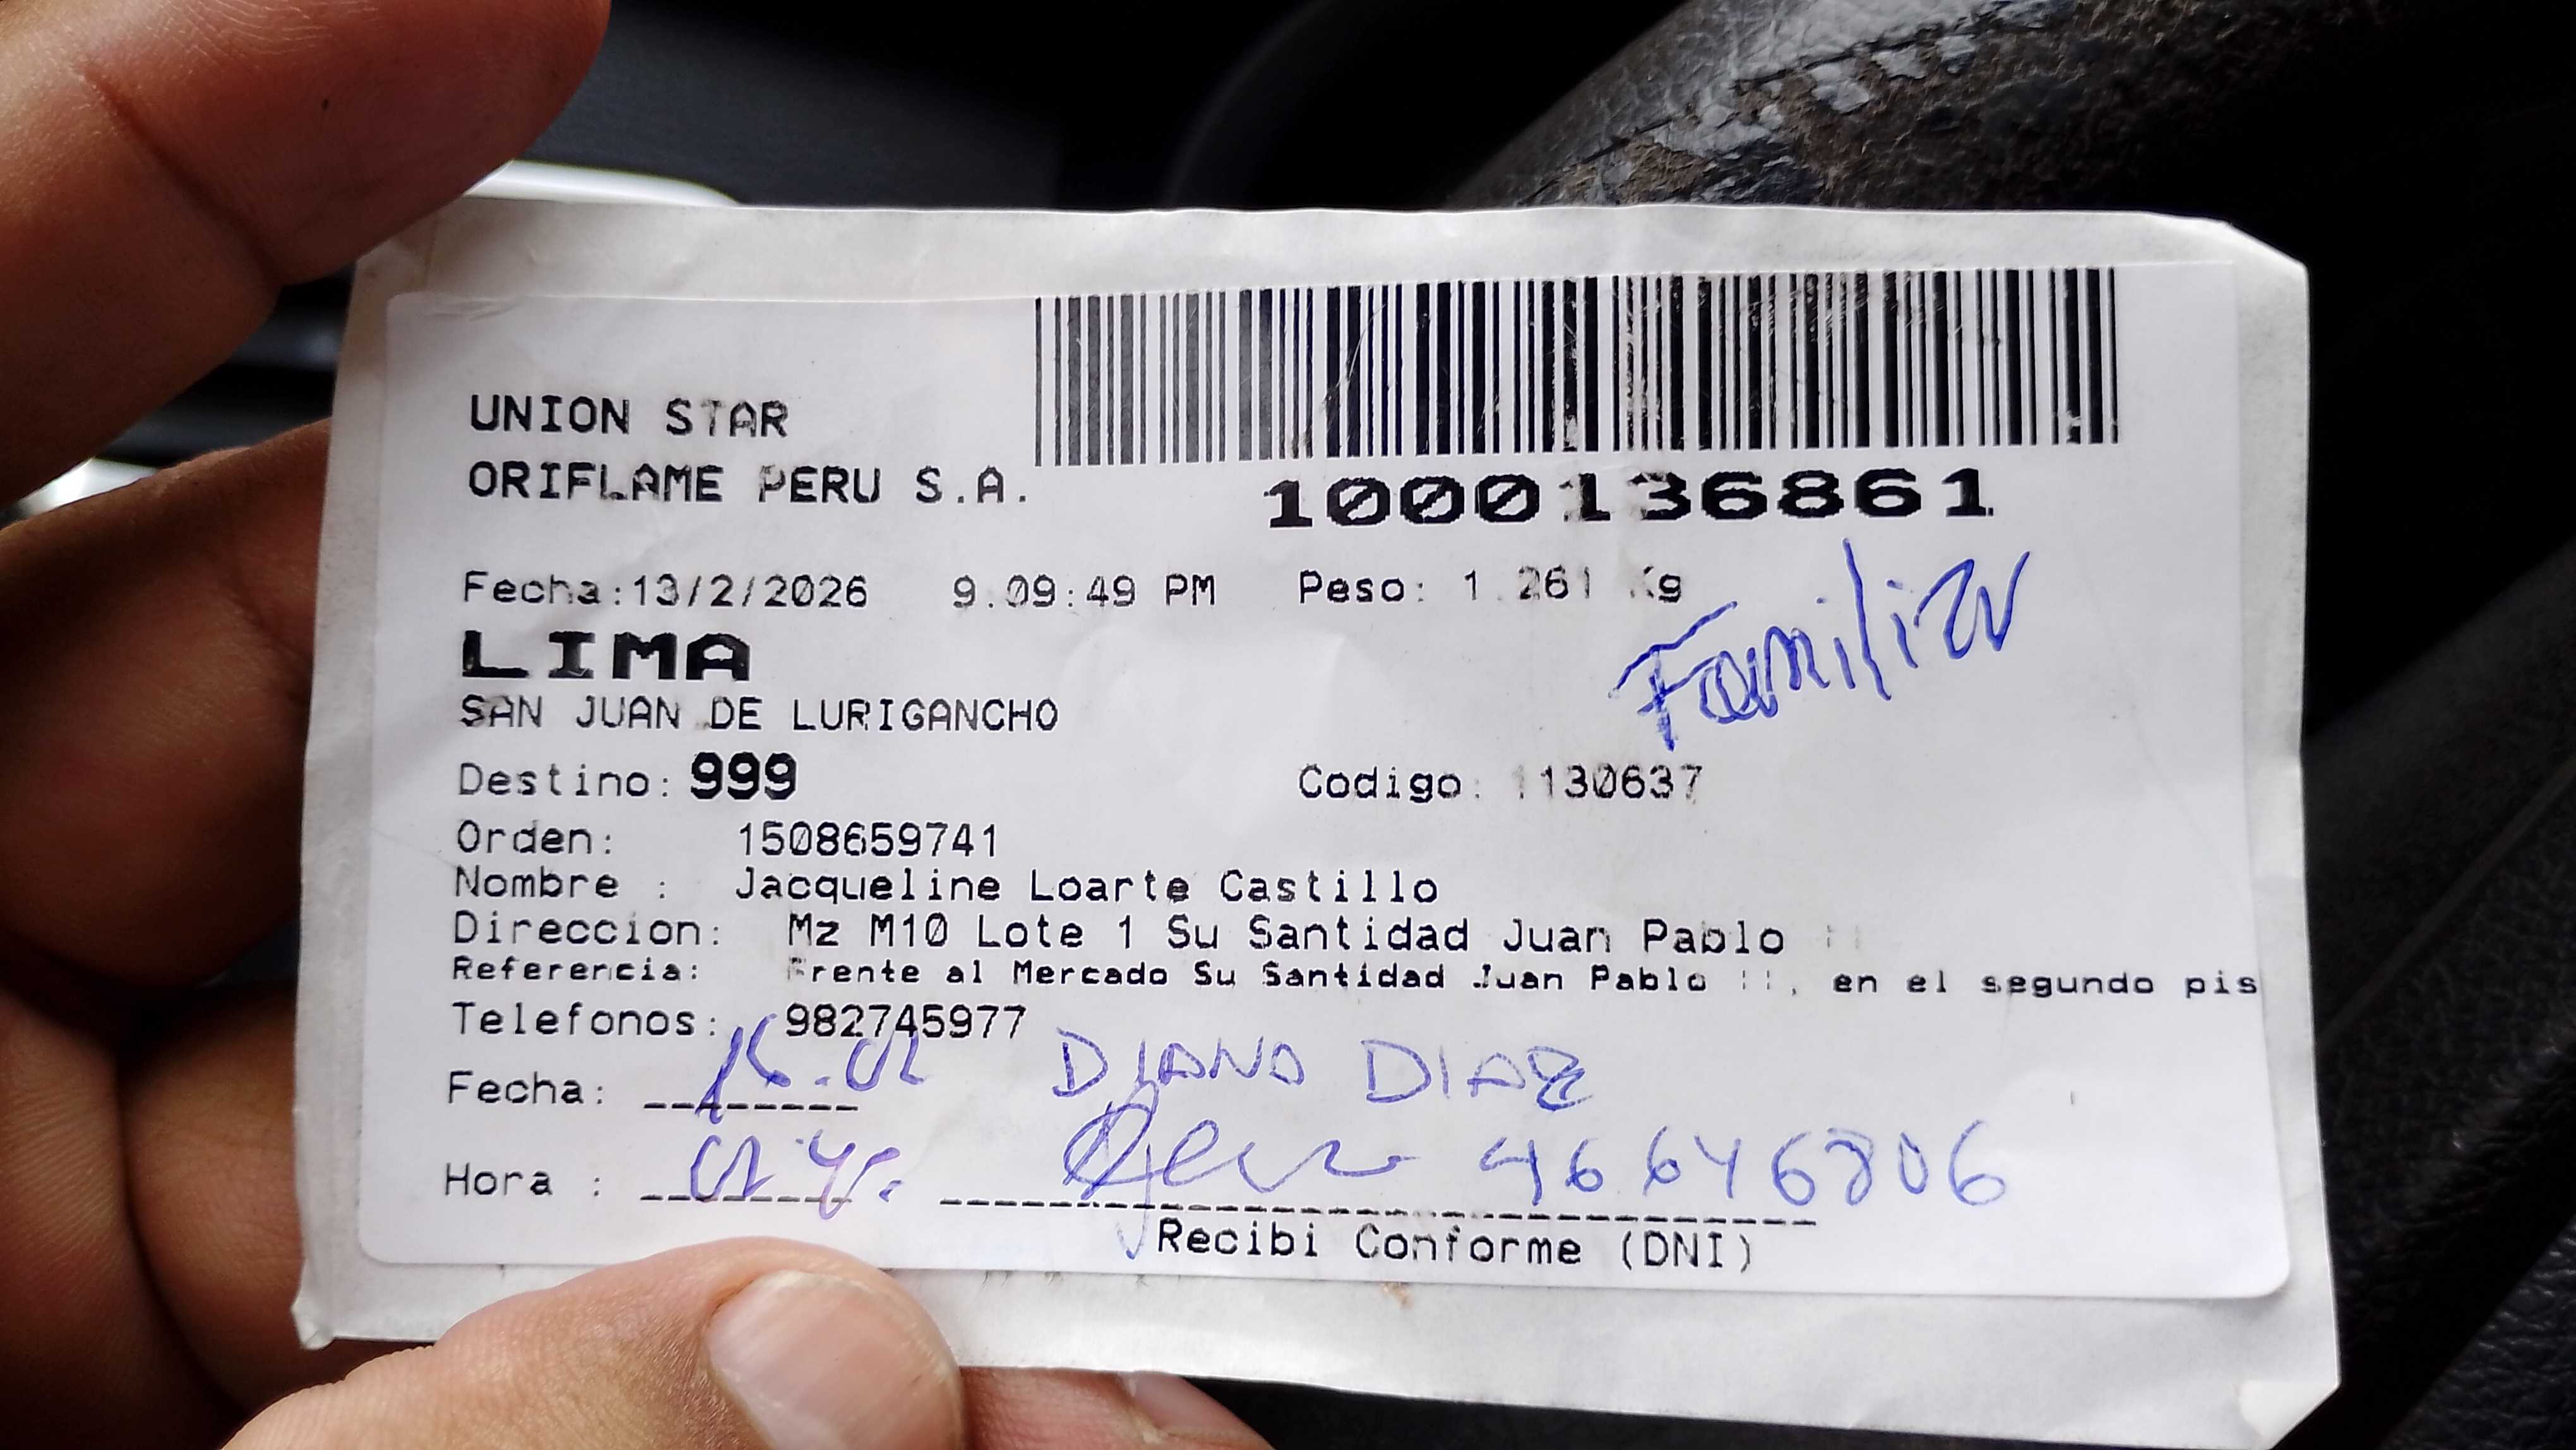 UNION STAR
ORIFLAME PERU S.A.
1000136861
Fecha:13/2/2026 9.09:49 PM Peso: 1.261 Kg
Familiar
LIMA
SAN JUAN DE LURIGANCHO
Destino: 999 Codigo: 1130637
Orden: 1508659741
Nombre : Jacqueline Loarte Castillo
Direccion: Mz M10 Lote 1 Su Santidad Juan Pablo II
Referencia: Frente al Mercado Su Santidad Juan Pablo II, en el segundo pis
Telefonos: 982745977
Fecha: DIANA DIAZ
Hora : 46646806
Recibi Conforme (DNI)